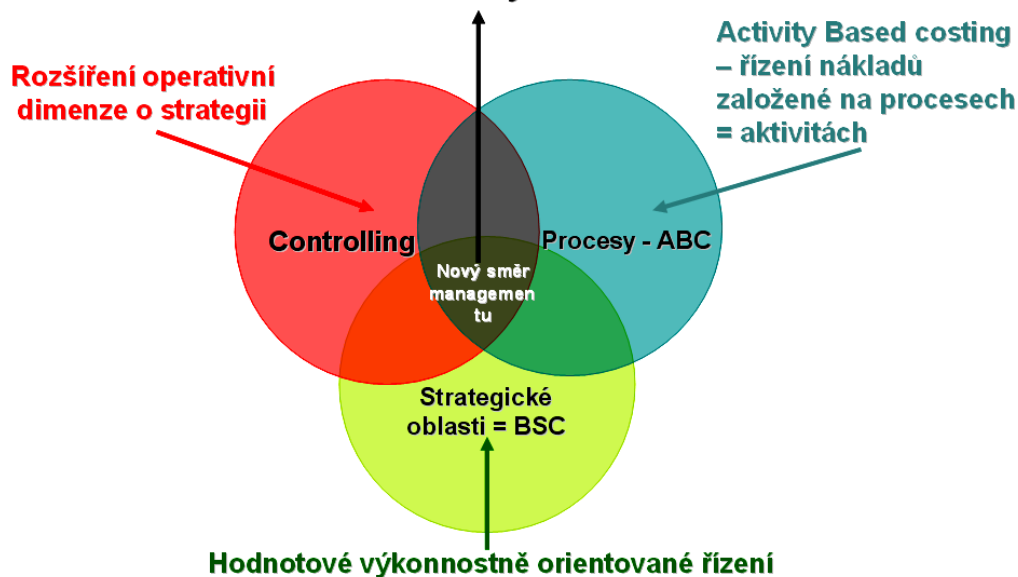 Rozšíření operativní
dimenze o strategii
Activity Based costing
– řízení nákladů
založené na procesech
= aktivitách
Controlling
Procesy - ABC
Nový směr
managemen
tu
Strategické
oblasti = BSC
Hodnotové výkonnostně orientované řízení